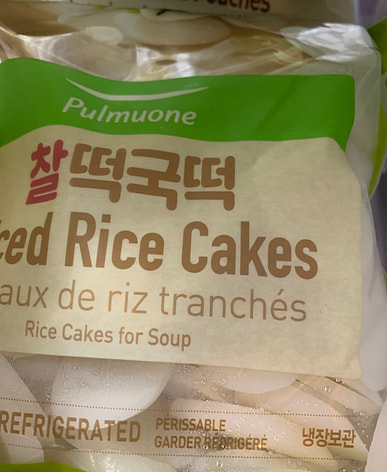 Pulmuone
찰떡국떡
ced Rice Cakes
aux de riz tranchés
Rice Cakes for Soup
REFRIGERATED PÉRISSABLE 냉장보관
GARDER RÉFRIGÉRÉ